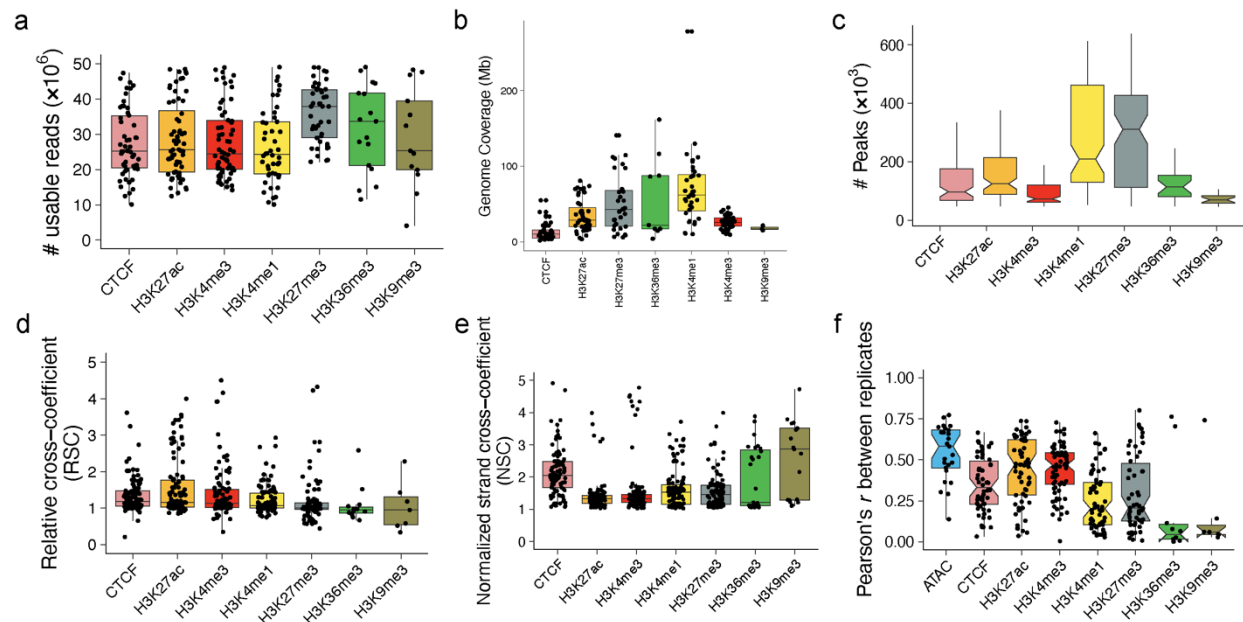 a
# usable reads (×10⁶)
50
40
30
20
10
0
CTCF
H3K27ac
H3K4me3
H3K4me1
H3K27me3
H3K36me3
H3K9me3
b
Genome Coverage (Mb)
200
100
0
CTCF
H3K27ac
H3K27me3
H3K36me3
H3K4me1
H3K4me3
H3K9me3
c
# Peaks (×10³)
600
400
200
0
CTCF
H3K27ac
H3K4me3
H3K4me1
H3K27me3
H3K36me3
H3K9me3
d
Relative cross−coefficient
(RSC)
5
4
3
2
1
0
CTCF
H3K27ac
H3K4me3
H3K4me1
H3K27me3
H3K36me3
H3K9me3
e
Normalized strand cross−coefficient
(NSC)
5
4
3
2
1
0
CTCF
H3K27ac
H3K4me3
H3K4me1
H3K27me3
H3K36me3
H3K9me3
f
Pearson's r between replicates
1.00
0.75
0.50
0.25
0.00
ATAC
CTCF
H3K27ac
H3K4me3
H3K4me1
H3K27me3
H3K36me3
H3K9me3